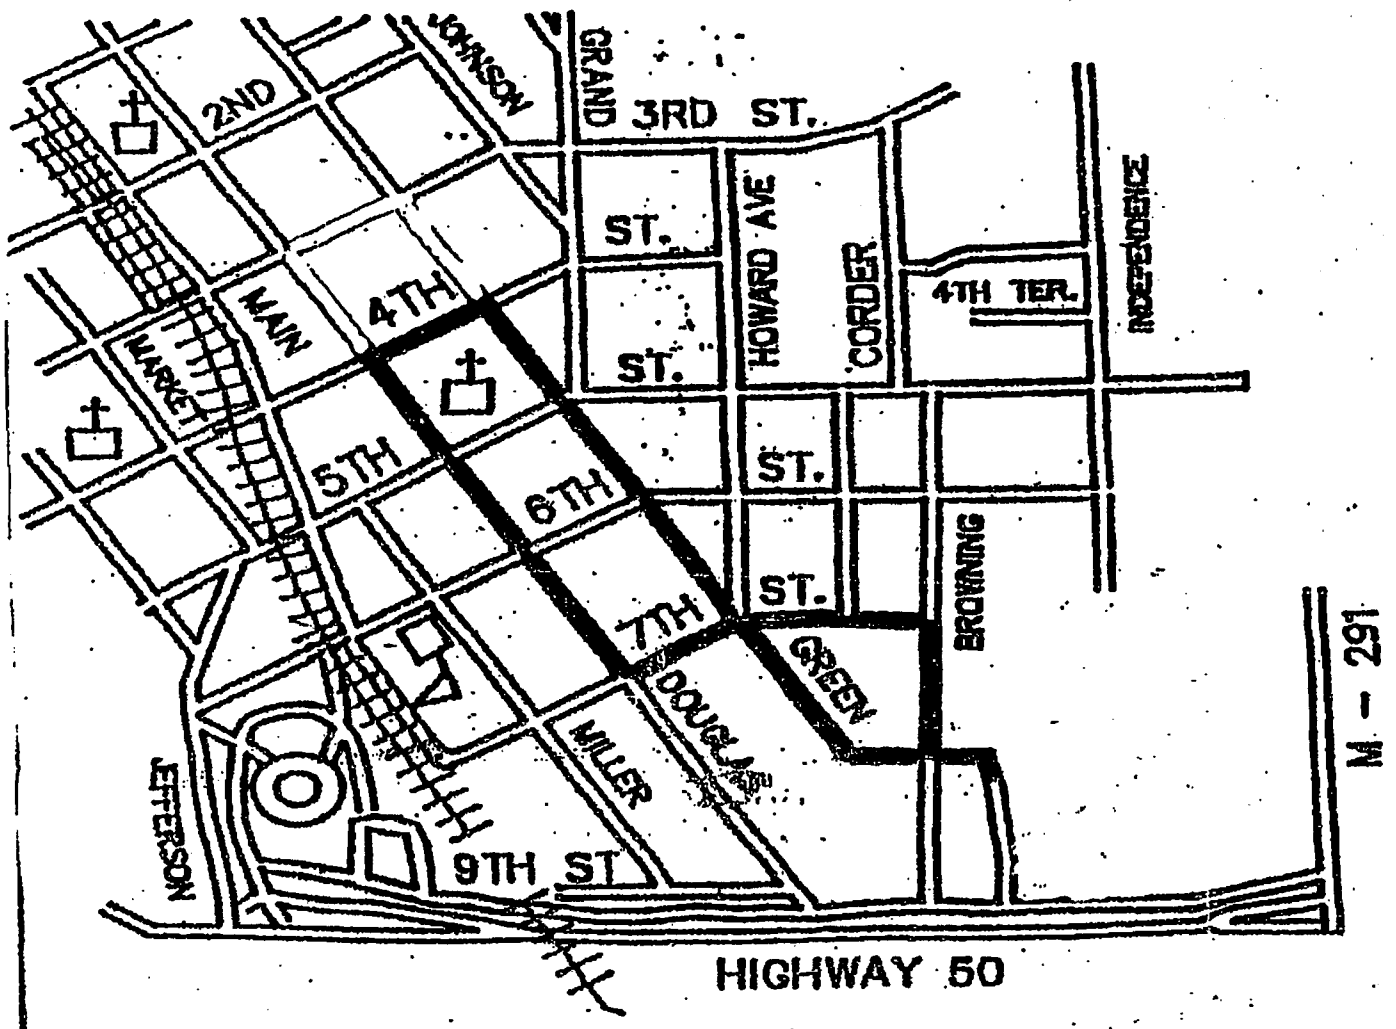 JOHNSON
GRAND
2ND
3RD ST.
INDEPENDENCE
HOWARD AVE
ST.
CORDER
4TH TER.
MAIN
4TH
MARKET
ST.
5TH
ST.
6TH
BROWNING
ST.
7TH
GREEN
M - 291
DOUGLA
MILLER
JEFFERSON
9TH ST
HIGHWAY 50